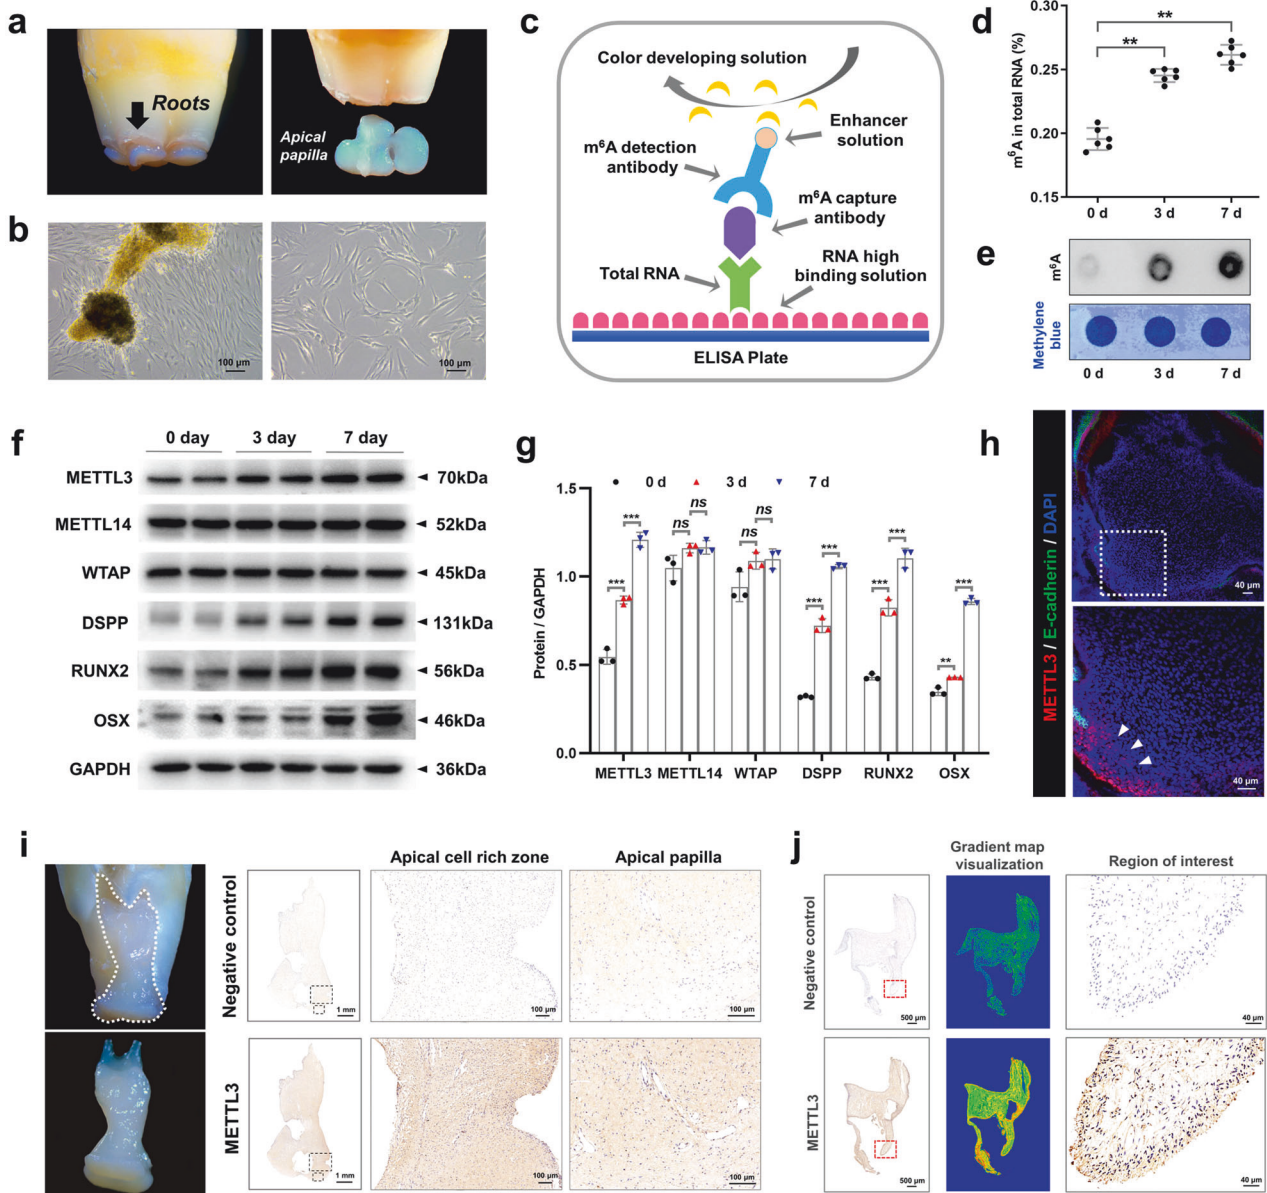 a
Roots
Apical
papilla
b
100 μm
100 μm
c
Color developing solution
Enhancer
solution
m⁶A detection
antibody
m⁶A capture
antibody
Total RNA
RNA high
binding solution
ELISA Plate
d
m⁶A in total RNA (%)
0.30
0.25
0.20
0.15
**
**
0 d 3 d 7 d
e
m⁶A
Methylene
blue
0 d 3 d 7 d
f
0 day 3 day 7 day
METTL3 70kDa
METTL14 52kDa
WTAP 45kDa
DSPP 131kDa
RUNX2 56kDa
OSX 46kDa
GAPDH 36kDa
g
0 d 3 d 7 d
Protein / GAPDH
1.5
1.0
0.5
0.0
*** ***
ns ns
ns ns
*** ***
*** ***
** ***
METTL3 METTL14 WTAP DSPP RUNX2 OSX
h
METTL3 / E-cadherin / DAPI
40 μm
40 μm
i
Apical cell rich zone Apical papilla
Negative control
1 mm 100 μm 100 μm
METTL3
1 mm 100 μm 100 μm
j
Gradient map
visualization
Region of interest
Negative control
500 μm 40 μm
METTL3
500 μm 40 μm